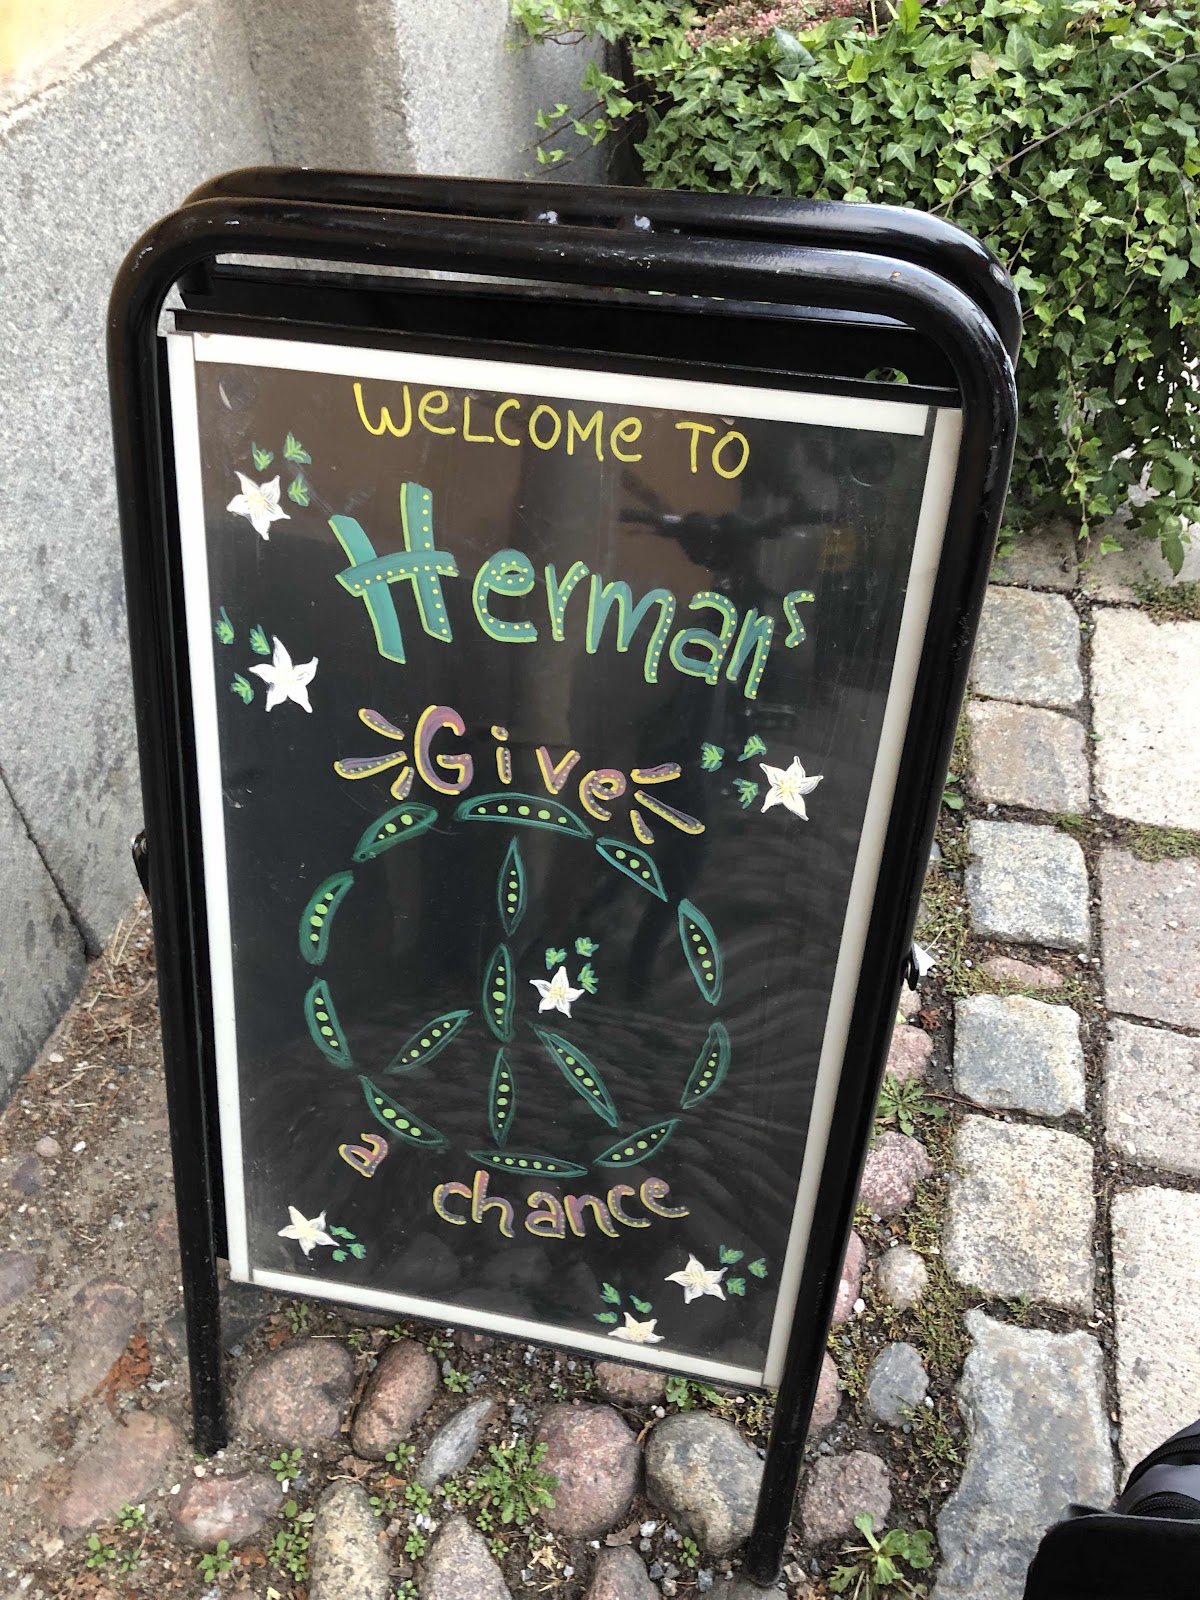 WeLCOMe TO
Hermans
Give
a
chance